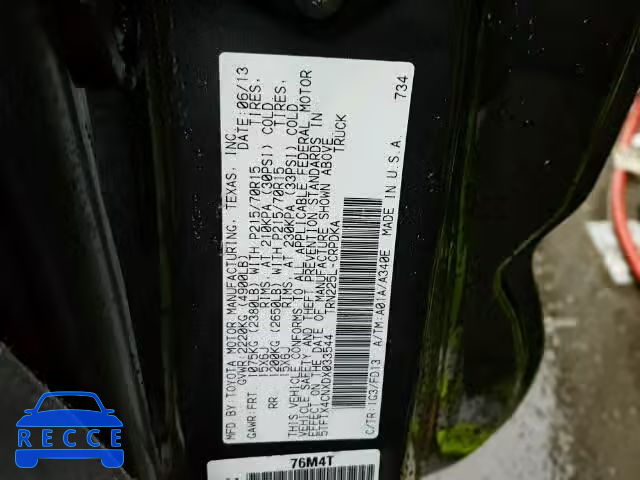 MFD. BY: TOYOTA MOTOR MANUFACTURING, TEXAS, INC. DATE: 06/13
GVWR: 2220KG (4900LB)
GAWR: FRT 1075KG (2380LB) WITH P215/70R15 TIRES,
15X6J RIMS, AT 210KPA (30PSI) COLD
RR 1200KG (2650LB) WITH P215/70R15 TIRES,
15X6J RIMS, AT 230KPA (33PSI) COLD
THIS VEHICLE CONFORMS TO ALL APPLICABLE FEDERAL MOTOR
VEHICLE SAFETY AND THEFT PREVENTION STANDARDS IN
EFFECT ON THE DATE OF MANUFACTURE SHOWN ABOVE.
5TFTX4CNXDX033544 TRN225L-CRPDKA TRUCK
C/TR: 1G3/FD13 A/TM: A01A/A340E MADE IN U.S.A. 734
76M4T